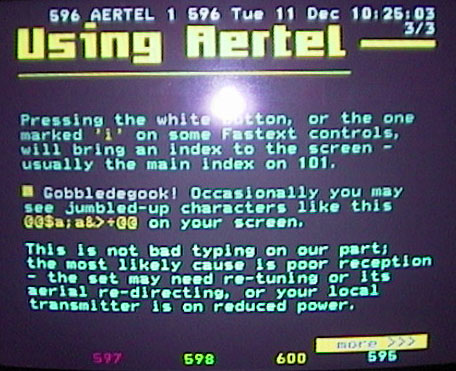 596 AERTEL 1 596 Tue 11 Dec 10:25:03
3/3
Using Aertel
Pressing the white button, or the one
marked 'i' on some Fastext controls,
will bring an index to the screen -
usually the main index on 101.
Gobbledegook! Occasionally you may
see jumbled-up characters like this
@@$a;a&>+@@ on your screen.
This is not bad typing on our part;
the most likely cause is poor reception
- the set may need re-tuning or its
aerial re-directing, or your local
transmitter is on reduced power.
more >>>
597 598 600 595